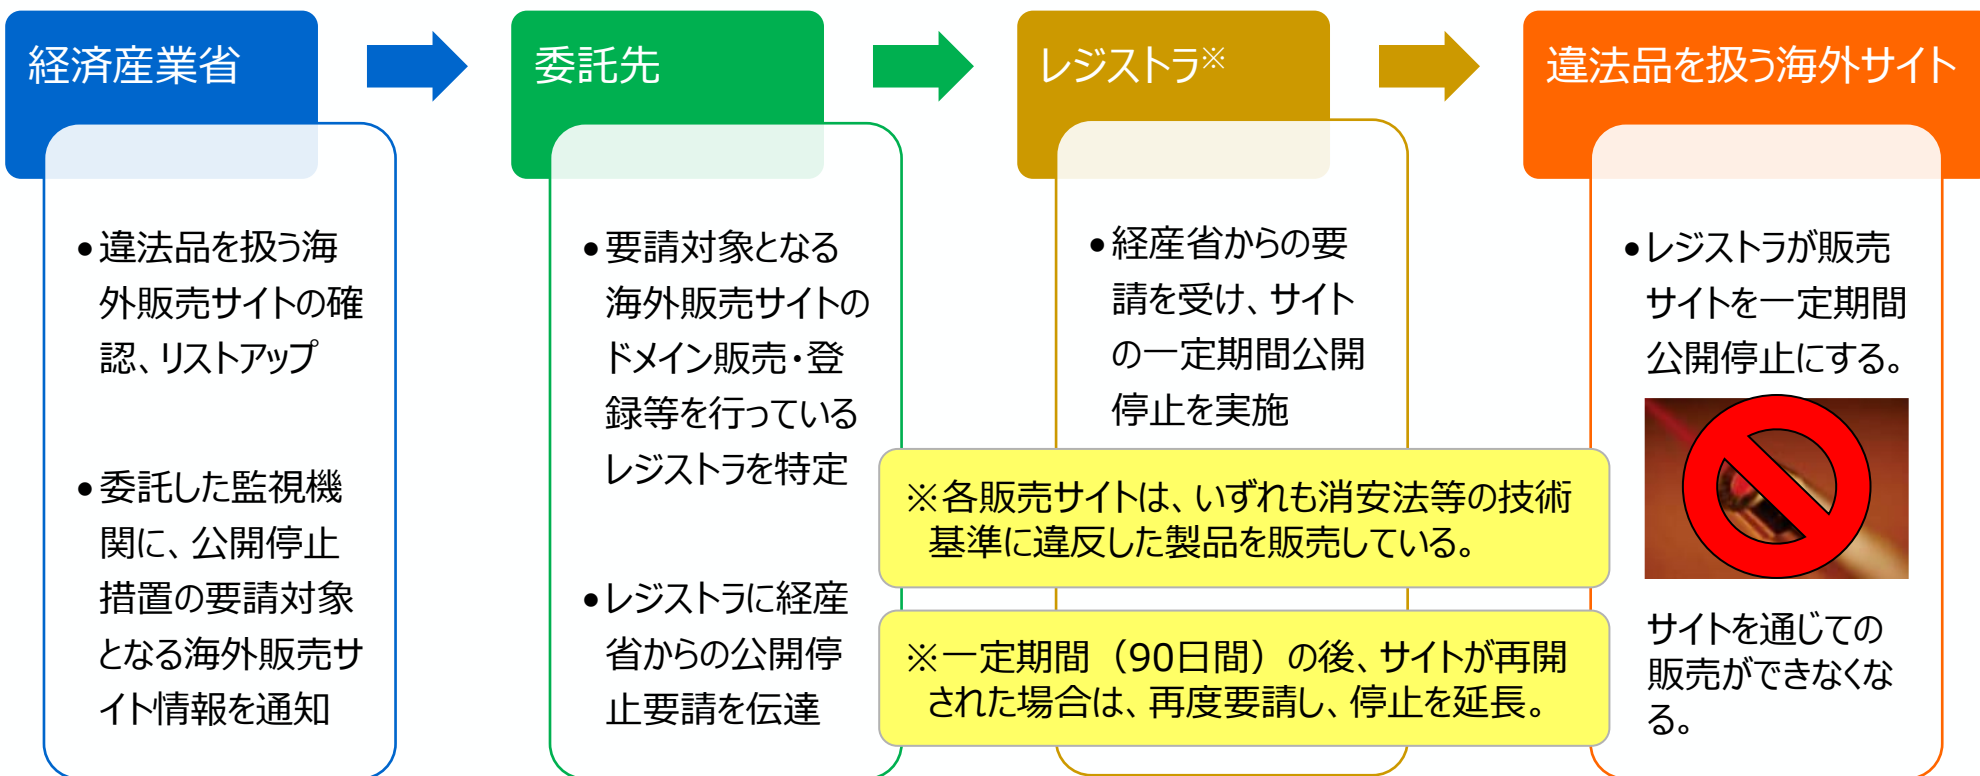 経済産業省
•違法品を扱う海
外販売サイトの確
認、リストアップ
•委託した監視機
関に、公開停止
措置の要請対象
となる海外販売サ
イト情報を通知
委託先
•要請対象となる
海外販売サイトの
ドメイン販売・登
録等を行っている
レジストラを特定
•レジストラに経産
省からの公開停
止要請を伝達
レジストラ※
•経産省からの要
請を受け、サイト
の一定期間公開
停止を実施
※各販売サイトは、いずれも消安法等の技術
基準に違反した製品を販売している。
※一定期間（90日間）の後、サイトが再開
された場合は、再度要請し、停止を延長。
違法品を扱う海外サイト
•レジストラが販売
サイトを一定期間
公開停止にする。
サイトを通じての
販売ができなくな
る。